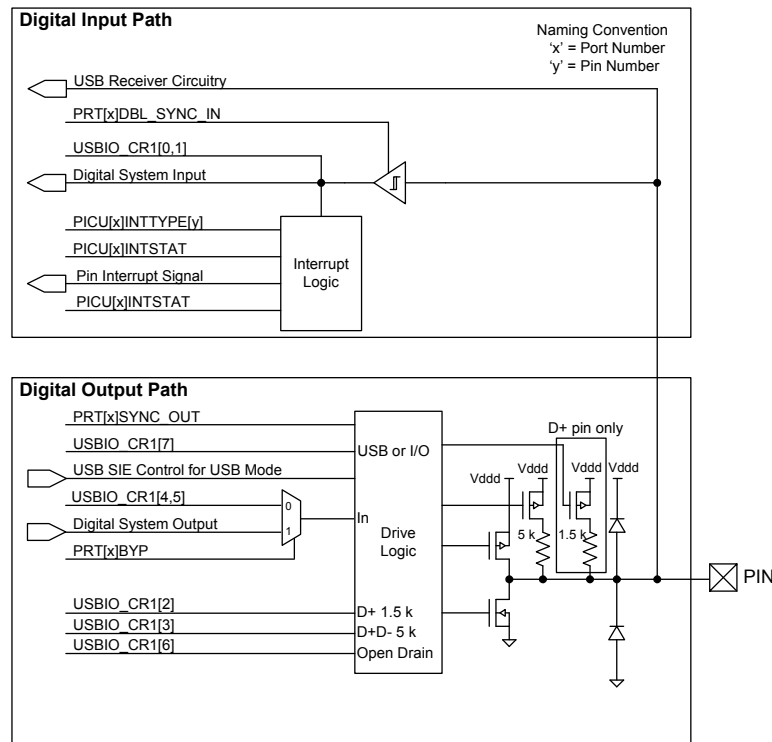 Digital Input Path
Naming Convention
'x' = Port Number
'y' = Pin Number
USB Receiver Circuitry
PRT[x]DBL_SYNC_IN
USBIO_CR1[0,1]
Digital System Input
PICU[x]INTTYPE[y]
PICU[x]INTSTAT
Pin Interrupt Signal
PICU[x]INTSTAT
Interrupt
Logic
Digital Output Path
PRT[x]SYNC_OUT
USBIO_CR1[7]
USB SIE Control for USB Mode
USBIO_CR1[4,5]
Digital System Output
PRT[x]BYP
0
1
USBIO_CR1[2]
USBIO_CR1[3]
USBIO_CR1[6]
USB or I/O
In
Drive
Logic
D+ 1.5 k
D+D- 5 k
Open Drain
D+ pin only
Vddd
Vddd
Vddd
Vddd
5 k
1.5 k
PIN